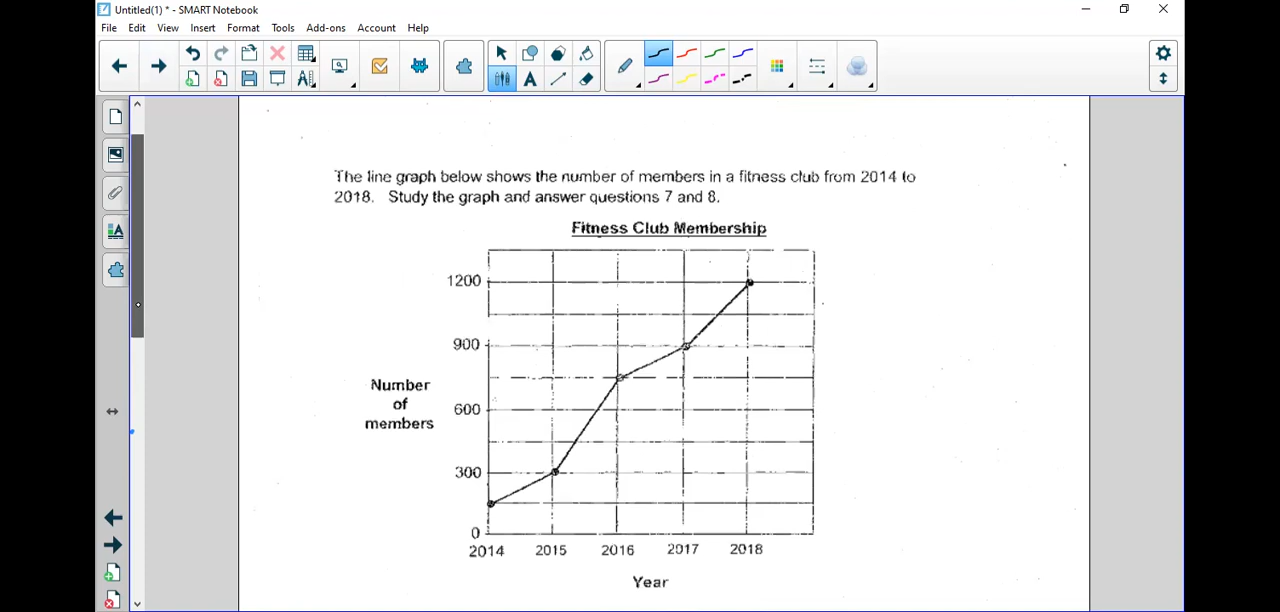 Untitled(1) * - SMART Notebook
File Edit View Insert Format Tools Add-ons Account Help
The line graph below shows the number of members in a fitness club from 2014 to
2018. Study the graph and answer questions 7 and 8.
Fitness Club Membership
1200
900
Number
of
members
600
300
0
2014 2015 2016 2017 2018
Year